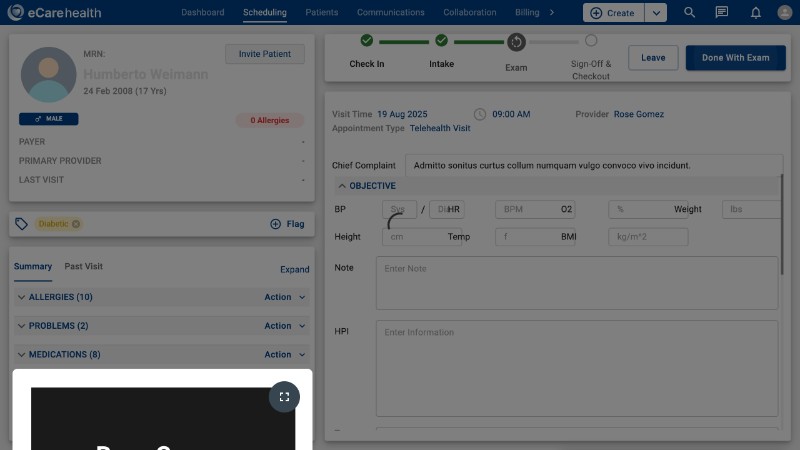 eCarehealth
Dashboard
Scheduling
Patients
Communications
Collaboration
Billing
Create
MRN:
Invite Patient
Humberto Weimann
24 Feb 2008 (17 Yrs)
MALE
0 Allergies
PAYER
-
PRIMARY PROVIDER
-
LAST VISIT
-
Diabetic
Flag
Summary
Past Visit
Expand
ALLERGIES (10)
Action
PROBLEMS (2)
Action
MEDICATIONS (8)
Action
Check In
Intake
Exam
Sign-Off &
Checkout
Leave
Done With Exam
Visit Time 19 Aug 2025
09:00 AM
Provider Rose Gomez
Appointment Type Telehealth Visit
Chief Complaint
Admitto sonitus curtus collum numquam vulgo convoco vivo incidunt.
OBJECTIVE
BP
Sys
/
Dia
HR
BPM
O2
%
Weight
lbs
Height
cm
Temp
f
BMI
kg/m^2
Note
Enter Note
HPI
Enter Information